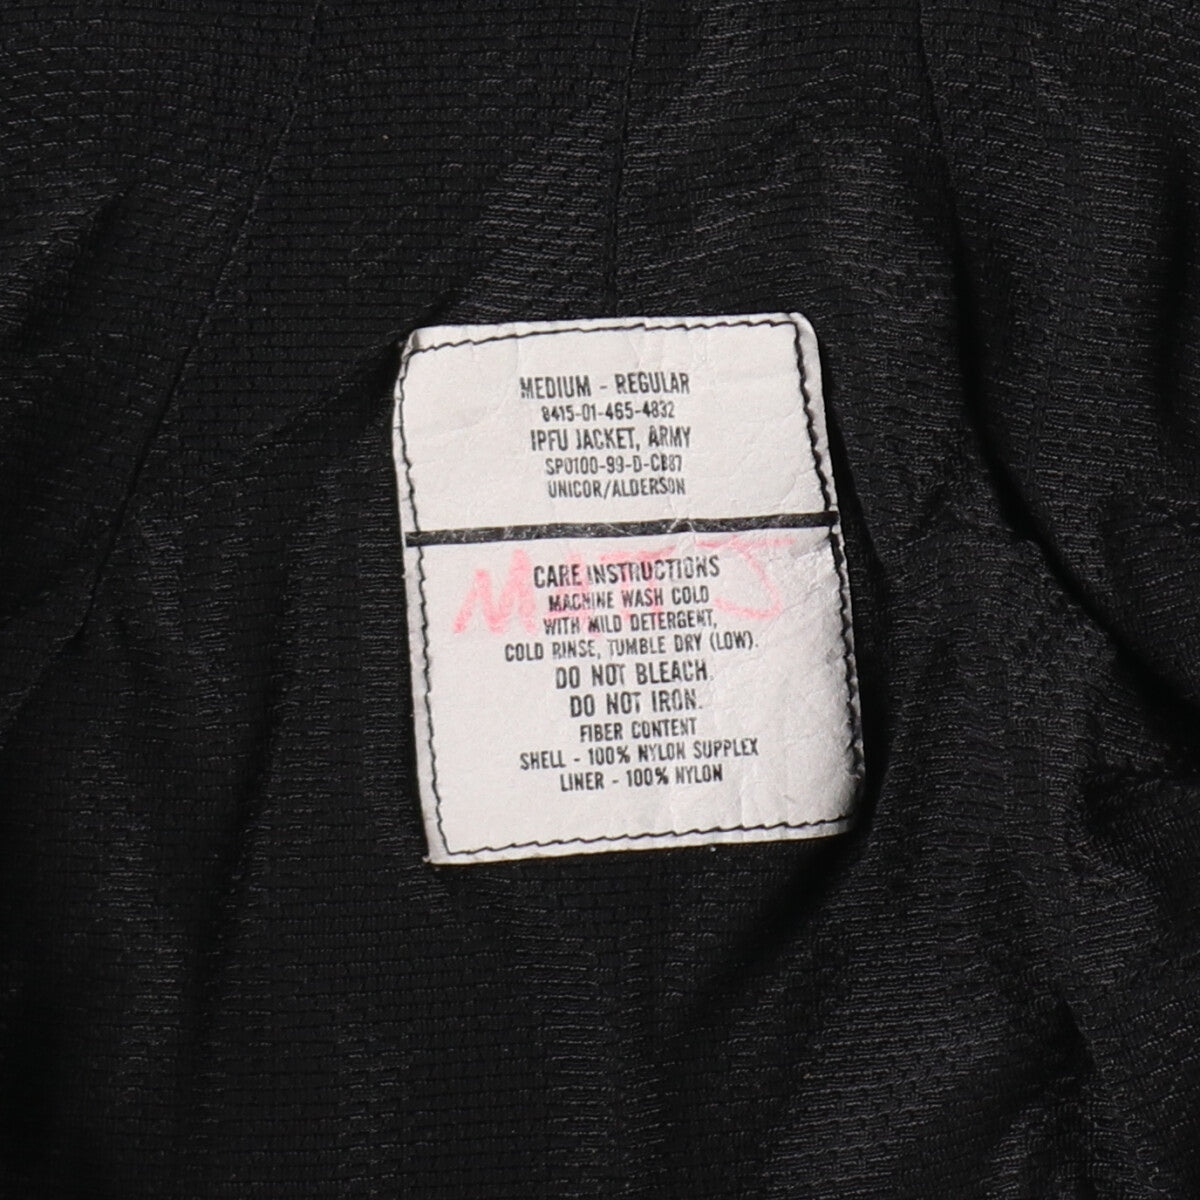 MEDIUM - REGULAR
8415-01-465-4832
IPFU JACKET, ARMY
SPO100-99-D-CB87
UNICOR/ALDERSON
CARE INSTRUCTIONS
MACHINE WASH COLD
WITH MILD DETERGENT,
COLD RINSE, TUMBLE DRY (LOW).
DO NOT BLEACH.
DO NOT IRON.
FIBER CONTENT
SHELL - 100% NYLON SUPPLEX
LINER - 100% NYLON